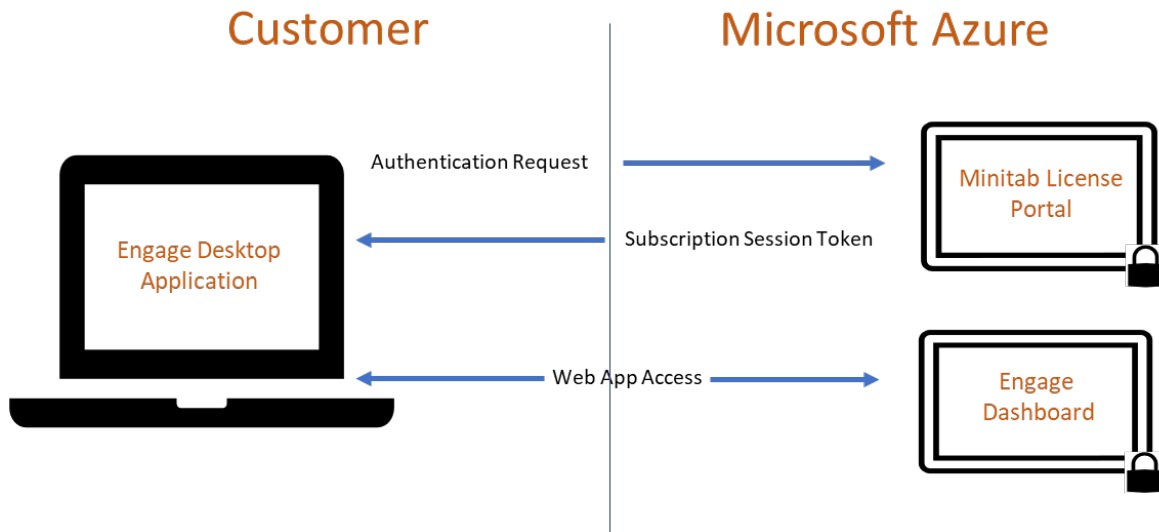 Customer
Microsoft Azure
Authentication Request
Minitab License
Portal
Subscription Session Token
Engage Desktop
Application
Web App Access
Engage
Dashboard